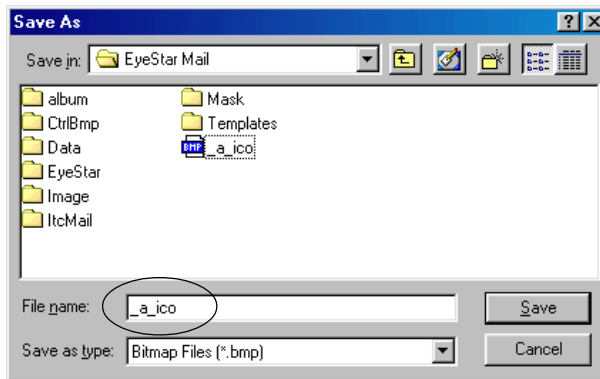 Save As
Save in: EyeStar Mail
album Mask
CtrlBmp Templates
Data BMP _a_ico
EyeStar
Image
ItcMail
File name: _a_ico Save
Save as type: Bitmap Files (*.bmp) Cancel